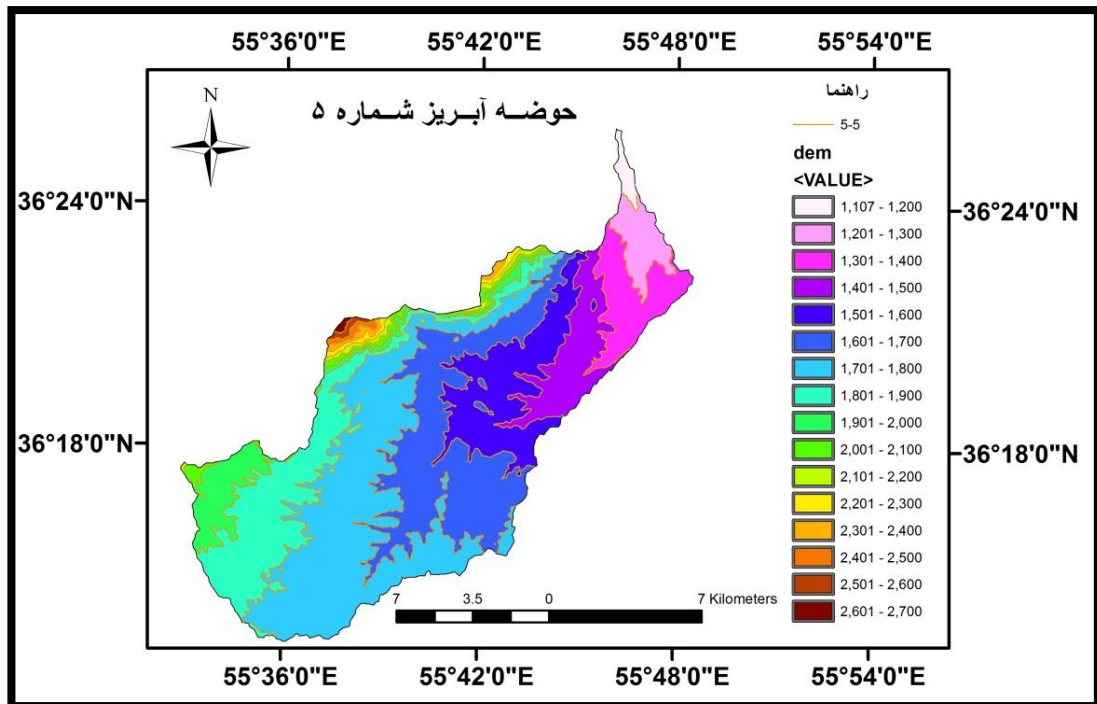 55°36'0"E 55°42'0"E 55°48'0"E 55°54'0"E
حوضه آبریز شماره ۵
N
راهنما
5-5
dem
<VALUE>
1,107 - 1,200
1,201 - 1,300
1,301 - 1,400
1,401 - 1,500
1,501 - 1,600
1,601 - 1,700
1,701 - 1,800
1,801 - 1,900
1,901 - 2,000
2,001 - 2,100
2,101 - 2,200
2,201 - 2,300
2,301 - 2,400
2,401 - 2,500
2,501 - 2,600
2,601 - 2,700
36°24'0"N 36°24'0"N
36°18'0"N 36°18'0"N
7 3.5 0 7 Kilometers
55°36'0"E 55°42'0"E 55°48'0"E 55°54'0"E